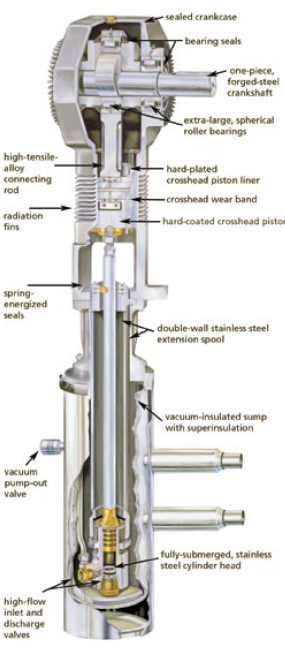 sealed crankcase
bearing seals
one-piece,
forged-steel
crankshaft
extra-large, spherical
roller bearings
high-tensile-
alloy
connecting
rod
hard-plated
crosshead piston liner
crosshead wear band
radiation
fins
hard-coated crosshead piston
spring-
energized
seals
double-wall stainless steel
extension spool
vacuum-insulated sump
with superinsulation
vacuum
pump-out
valve
fully-submerged, stainless
steel cylinder head
high-flow
inlet and
discharge
valves